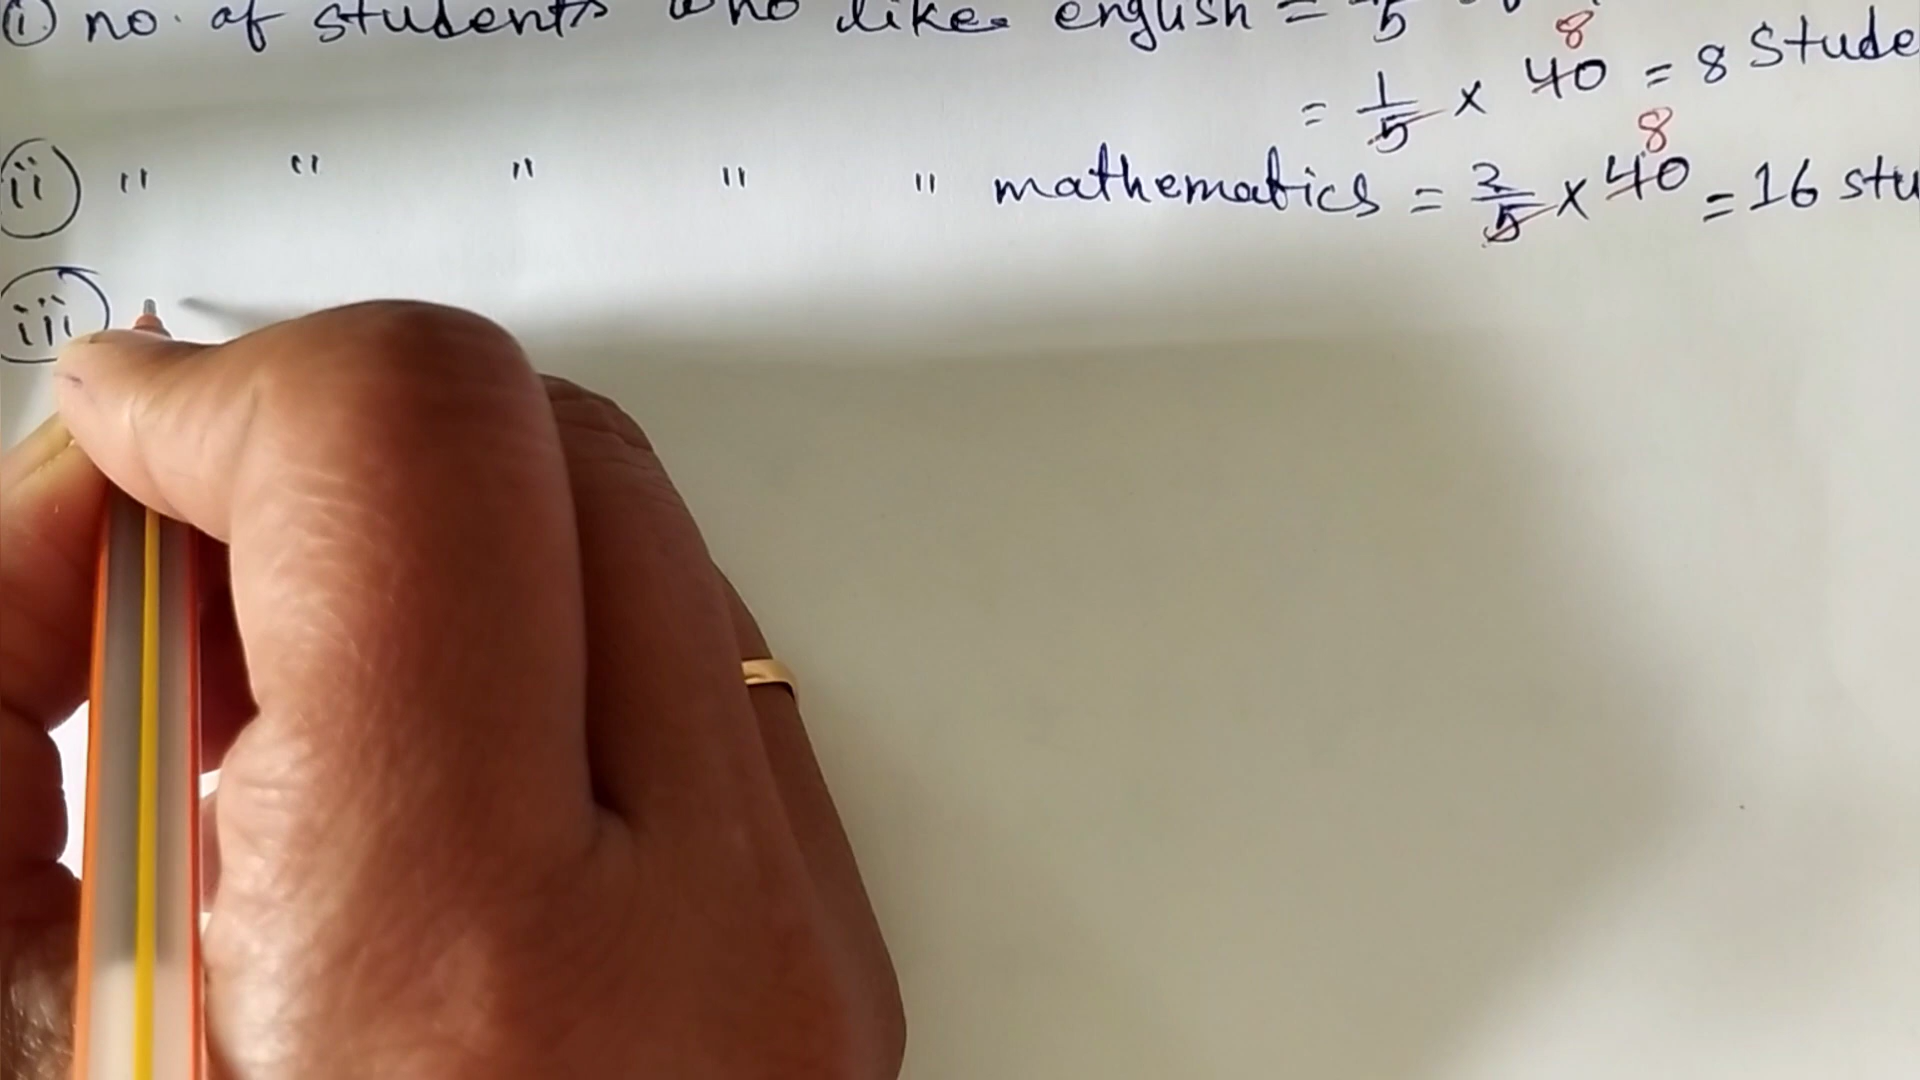 (i) no. of students who like english = 1/5
= 1/5 x 40 8 = 8 Stude
(ii) " " " " " mathematics = 2/5 x 40 8 = 16 stu
(iii)